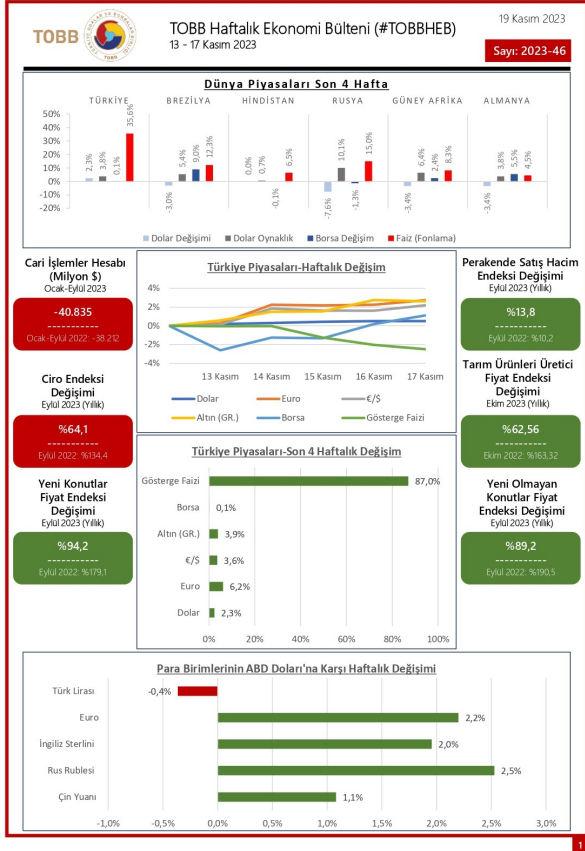 TOBB
TOBB Haftalık Ekonomi Bülteni (#TOBBHEB)
13 - 17 Kasım 2023
19 Kasım 2023
Sayı: 2023-46
Dünya Piyasaları Son 4 Hafta
TÜRKİYE BREZİLYA HİNDİSTAN RUSYA GÜNEY AFRİKA ALMANYA
50%
40%
30%
20%
10%
0%
-10%
-20%
2,3% 3,8% 0,1% 35,6%
-3,0% 5,4% 9,0% 12,3%
0,0% 0,7% -0,1% 6,5%
-7,6% 10,1% -1,3% 15,0%
-3,4% 6,4% 2,4% 8,3%
-3,4% 3,8% 5,5% 4,5%
Dolar Değişimi Dolar Oynaklık Borsa Değişim Faiz (Fonlama)
Cari İşlemler Hesabı
(Milyon $)
Ocak-Eylül 2023
-40.835
-----------
Ocak-Eylül 2022: -38.212
Ciro Endeksi
Değişimi
Eylül 2023 (Yıllık)
%64,1
-----------
Eylül 2022: %134,4
Yeni Konutlar
Fiyat Endeksi
Değişimi
Eylül 2023 (Yıllık)
%94,2
-----------
Eylül 2022: %179,1
Türkiye Piyasaları-Haftalık Değişim
4%
2%
0%
-2%
-4%
13 Kasım 14 Kasım 15 Kasım 16 Kasım 17 Kasım
Dolar Euro €/$
Altın (GR.) Borsa Gösterge Faizi
Türkiye Piyasaları-Son 4 Haftalık Değişim
Gösterge Faizi 87,0%
Borsa 0,1%
Altın (GR.) 3,9%
€/$ 3,6%
Euro 6,2%
Dolar 2,3%
0% 20% 40% 60% 80% 100%
Perakende Satış Hacim
Endeksi Değişimi
Eylül 2023 (Yıllık)
%13,8
-----------
Eylül 2022: %10,2
Tarım Ürünleri Üretici
Fiyat Endeksi
Değişimi
Ekim 2023 (Yıllık)
%62,56
-----------
Ekim 2022: %163,32
Yeni Olmayan
Konutlar Fiyat
Endeksi Değişimi
Eylül 2023 (Yıllık)
%89,2
-----------
Eylül 2022: %190,5
Para Birimlerinin ABD Doları'na Karşı Haftalık Değişimi
Türk Lirası -0,4%
Euro 2,2%
İngiliz Sterlini 2,0%
Rus Rublesi 2,5%
Çin Yuanı 1,1%
-1,0% -0,5% 0,0% 0,5% 1,0% 1,5% 2,0% 2,5% 3,0%
1